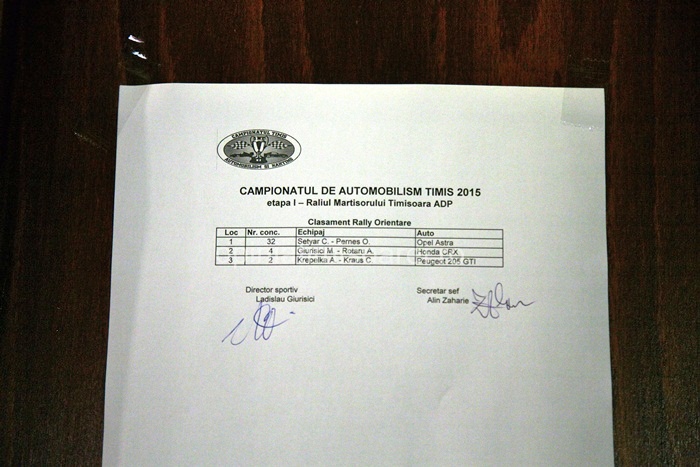 CAMPIONATUL TIMIS
AUTOMOBILISM SI KARTING
CAMPIONATUL DE AUTOMOBILISM TIMIS 2015
etapa I – Raliul Martisorului Timisoara ADP
Clasament Rally Orientare
Loc Nr. conc. Echipaj Auto
1 32 Setyar C. - Pernes O. Opel Astra
2 4 Giurisici M. - Rotaru A. Honda CRX
3 2 Krepelka A. - Kraus C. Peugeot 205 GTI
Director sportiv
Ladislau Giurisici
Secretar sef
Alin Zaharie